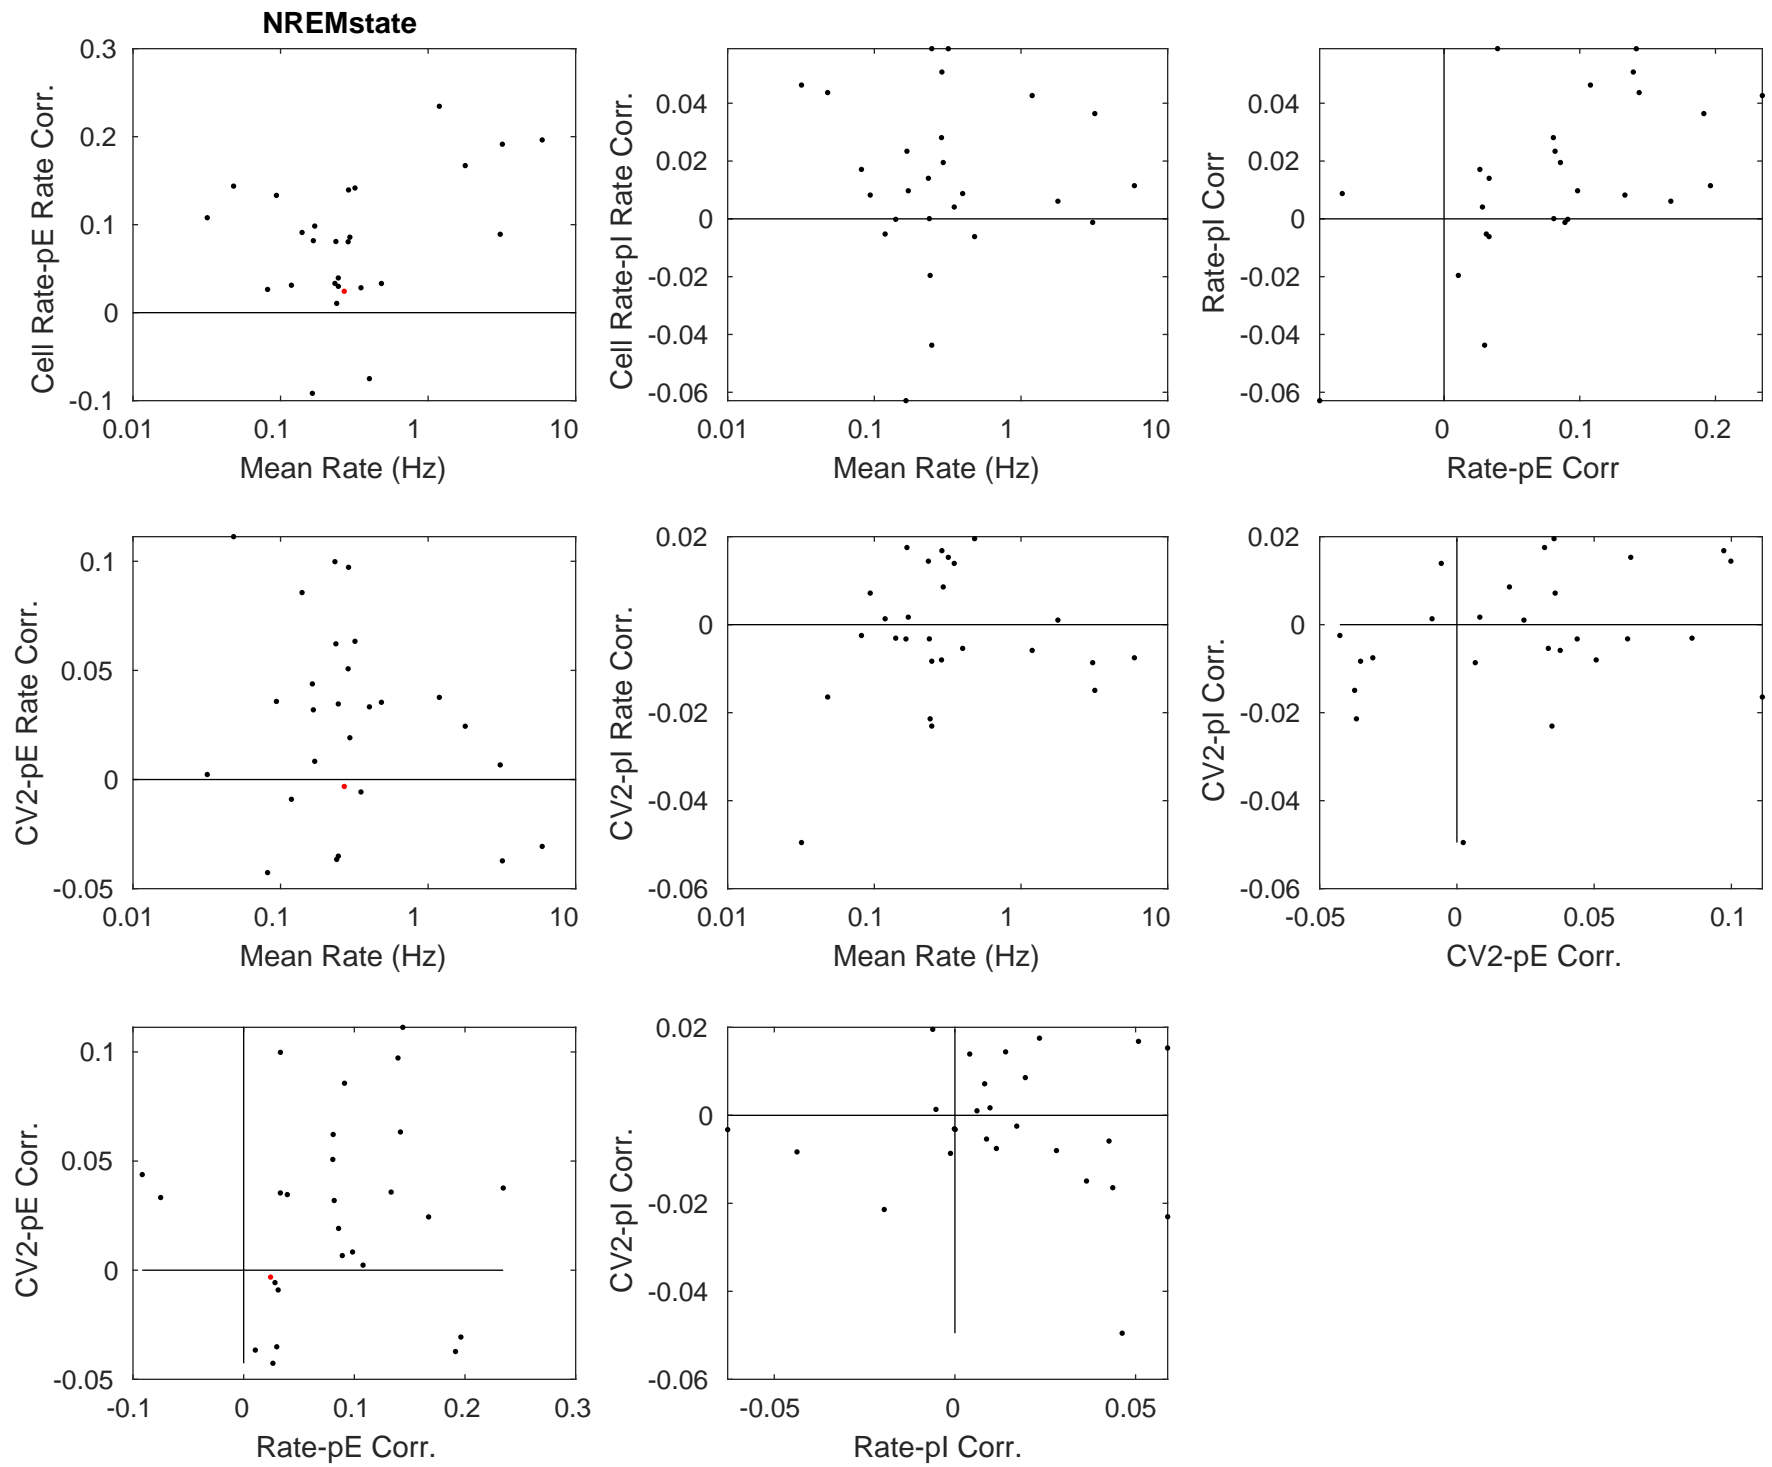 NREMstate
0.3
0.2
0.1
0
-0.1
Cell Rate-pE Rate Corr.
0.01 0.1 1 10
Mean Rate (Hz)
0.04
0.02
0
-0.02
-0.04
-0.06
Cell Rate-pI Rate Corr.
0.01 0.1 1 10
Mean Rate (Hz)
0.04
0.02
0
-0.02
-0.04
-0.06
Rate-pI Corr
0 0.1 0.2
Rate-pE Corr
0.1
0.05
0
-0.05
CV2-pE Rate Corr.
0.01 0.1 1 10
Mean Rate (Hz)
0.02
0
-0.02
-0.04
-0.06
CV2-pI Rate Corr.
0.01 0.1 1 10
Mean Rate (Hz)
0.02
0
-0.02
-0.04
-0.06
CV2-pI Corr.
-0.05 0 0.05 0.1
CV2-pE Corr.
0.1
0.05
0
-0.05
CV2-pE Corr.
-0.1 0 0.1 0.2 0.3
Rate-pE Corr.
0.02
0
-0.02
-0.04
-0.06
CV2-pI Corr.
-0.05 0 0.05
Rate-pI Corr.